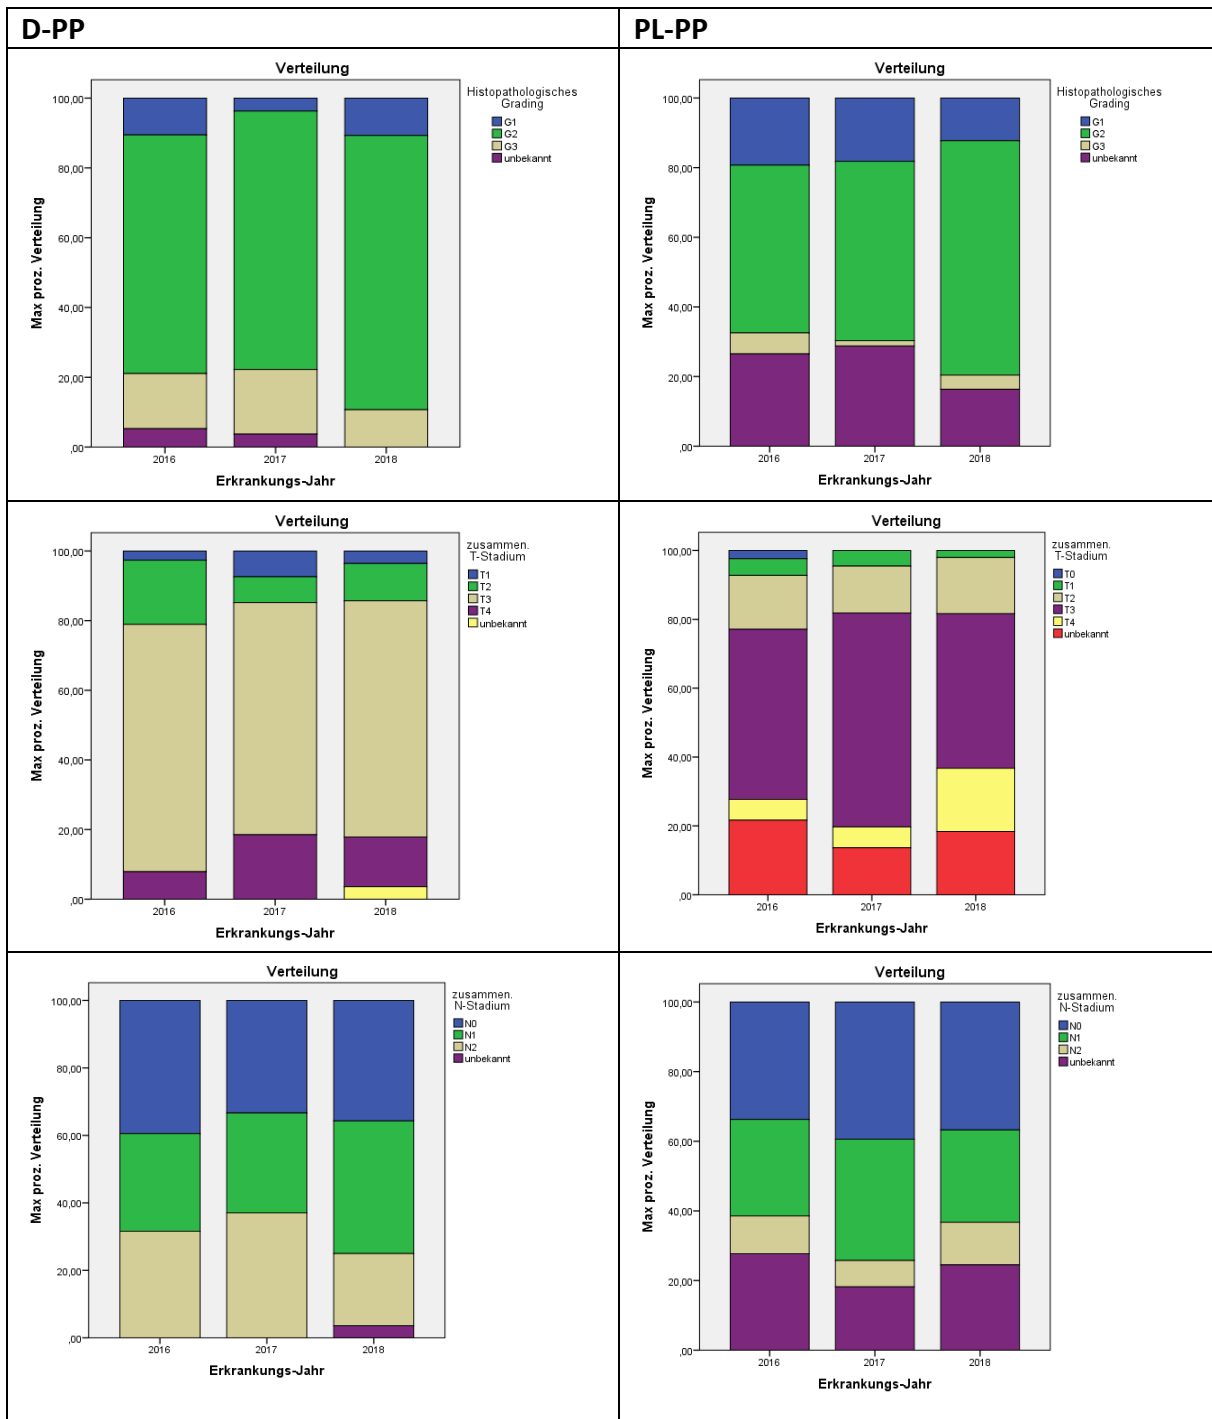 D-PP
PL-PP
Verteilung
Histopathologisches
Grading
G1
G2
G3
unbekannt
Max proz. Verteilung
100,00
80,00
60,00
40,00
20,00
,00
2016
2017
2018
Erkrankungs-Jahr
Verteilung
Histopathologisches
Grading
G1
G2
G3
unbekannt
Max proz. Verteilung
100,00
80,00
60,00
40,00
20,00
,00
2016
2017
2018
Erkrankungs-Jahr
Verteilung
zusammen.
T-Stadium
T1
T2
T3
T4
unbekannt
Max proz. Verteilung
100,00
80,00
60,00
40,00
20,00
,00
2016
2017
2018
Erkrankungs-Jahr
Verteilung
zusammen.
T-Stadium
T0
T1
T2
T3
T4
unbekannt
Max proz. Verteilung
100,00
80,00
60,00
40,00
20,00
,00
2016
2017
2018
Erkrankungs-Jahr
Verteilung
zusammen.
N-Stadium
N0
N1
N2
unbekannt
Max proz. Verteilung
100,00
80,00
60,00
40,00
20,00
,00
2016
2017
2018
Erkrankungs-Jahr
Verteilung
zusammen.
N-Stadium
N0
N1
N2
unbekannt
Max proz. Verteilung
100,00
80,00
60,00
40,00
20,00
,00
2016
2017
2018
Erkrankungs-Jahr